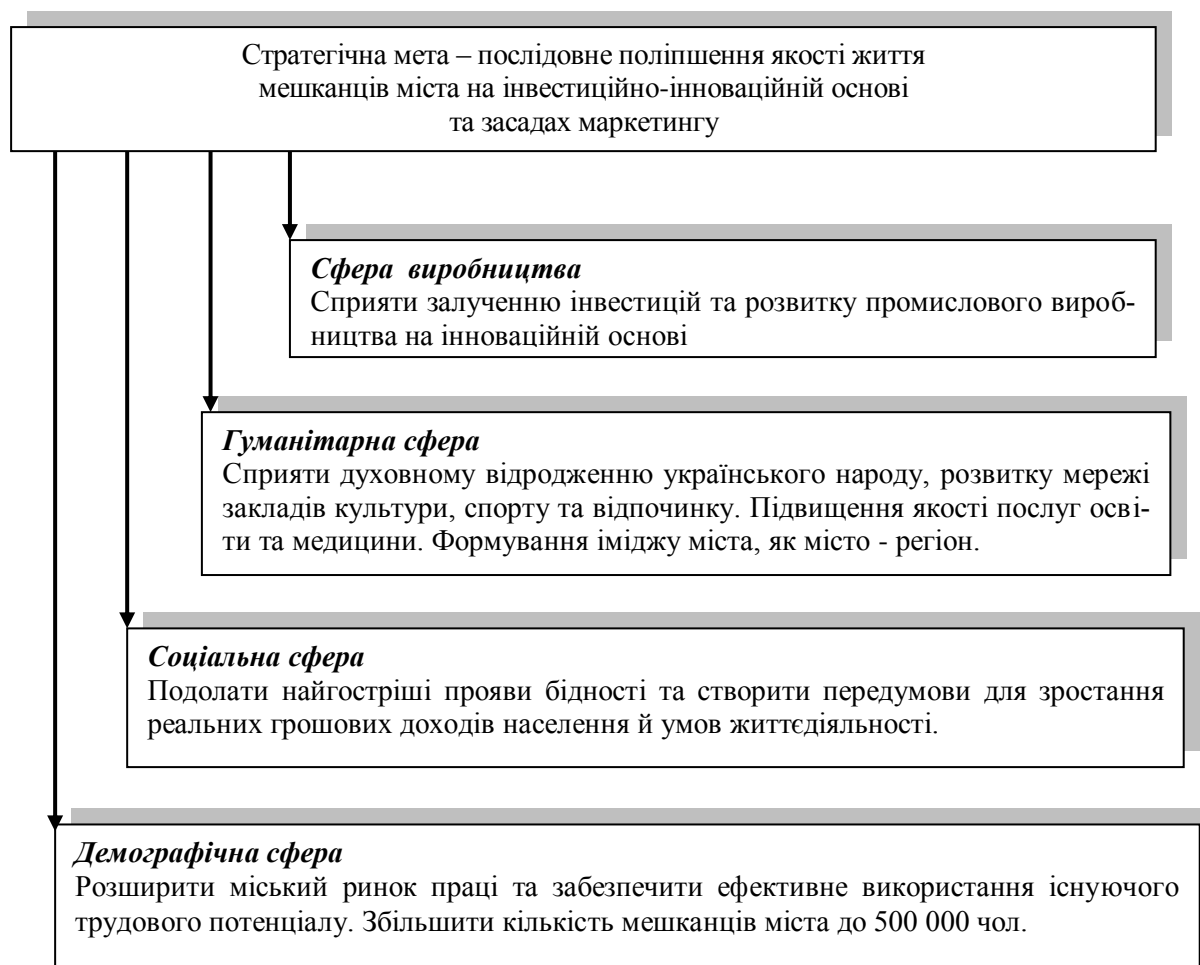 Стратегічна мета – послідовне поліпшення якості життя
мешканців міста на інвестиційно-інноваційній основі
та засадах маркетингу
Сфера виробництва
Сприяти залученню інвестицій та розвитку промислового вироб-
ництва на інноваційній основі
Гуманітарна сфера
Сприяти духовному відродженню українського народу, розвитку мережі
закладів культури, спорту та відпочинку. Підвищення якості послуг осві-
ти та медицини. Формування іміджу міста, як місто - регіон.
Соціальна сфера
Подолати найгостріші прояви бідності та створити передумови для зростання
реальних грошових доходів населення й умов життєдіяльності.
Демографічна сфера
Розширити міський ринок праці та забезпечити ефективне використання існуючого
трудового потенціалу. Збільшити кількість мешканців міста до 500 000 чол.